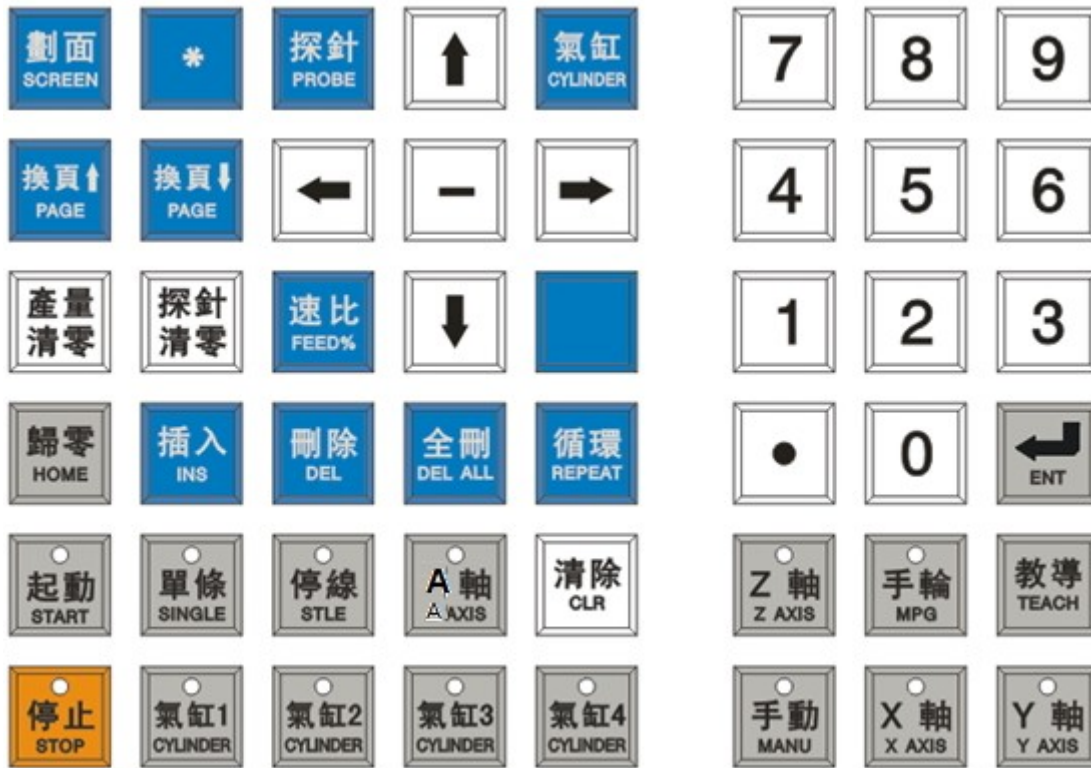 劃面 * 探針 氣缸 7 8 9
SCREEN PROBE CYLINDER
換頁 換頁 - 4 5 6
PAGE PAGE
產量 探針 速比 1 2 3
清零 清零 FEED%
歸零 插入 刪除 全刪 循環 • 0
HOME INS DEL DEL ALL REPEAT ENT
起動 單條 停線 A 軸 清除 Z 軸 手輪 教導
START SINGLE STLE A AXIS CLR Z AXIS MPG TEACH
停止 氣缸1 氣缸2 氣缸3 氣缸4 手動 X 軸 Y 軸
STOP CYLINDER CYLINDER CYLINDER CYLINDER MANU X AXIS Y AXIS